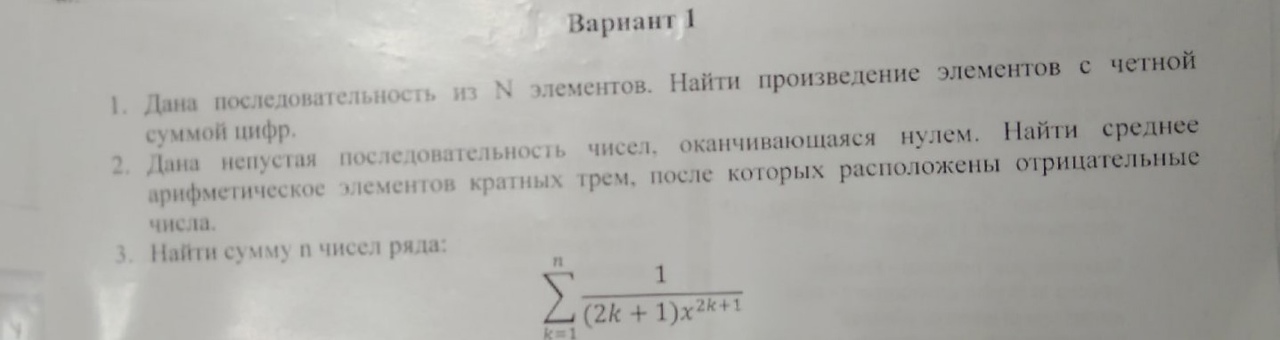 Вариант 1
1. Дана последовательность из N элементов. Найти произведение элементов с четной
суммой цифр.
2. Дана непустая последовательность чисел, оканчивающаяся нулем. Найти среднее
арифметическое элементов кратных трем, после которых расположены отрицательные
числа.
3. Найти сумму n чисел ряда:
n
∑ 1
(2k + 1)x^{2k+1}
k=1